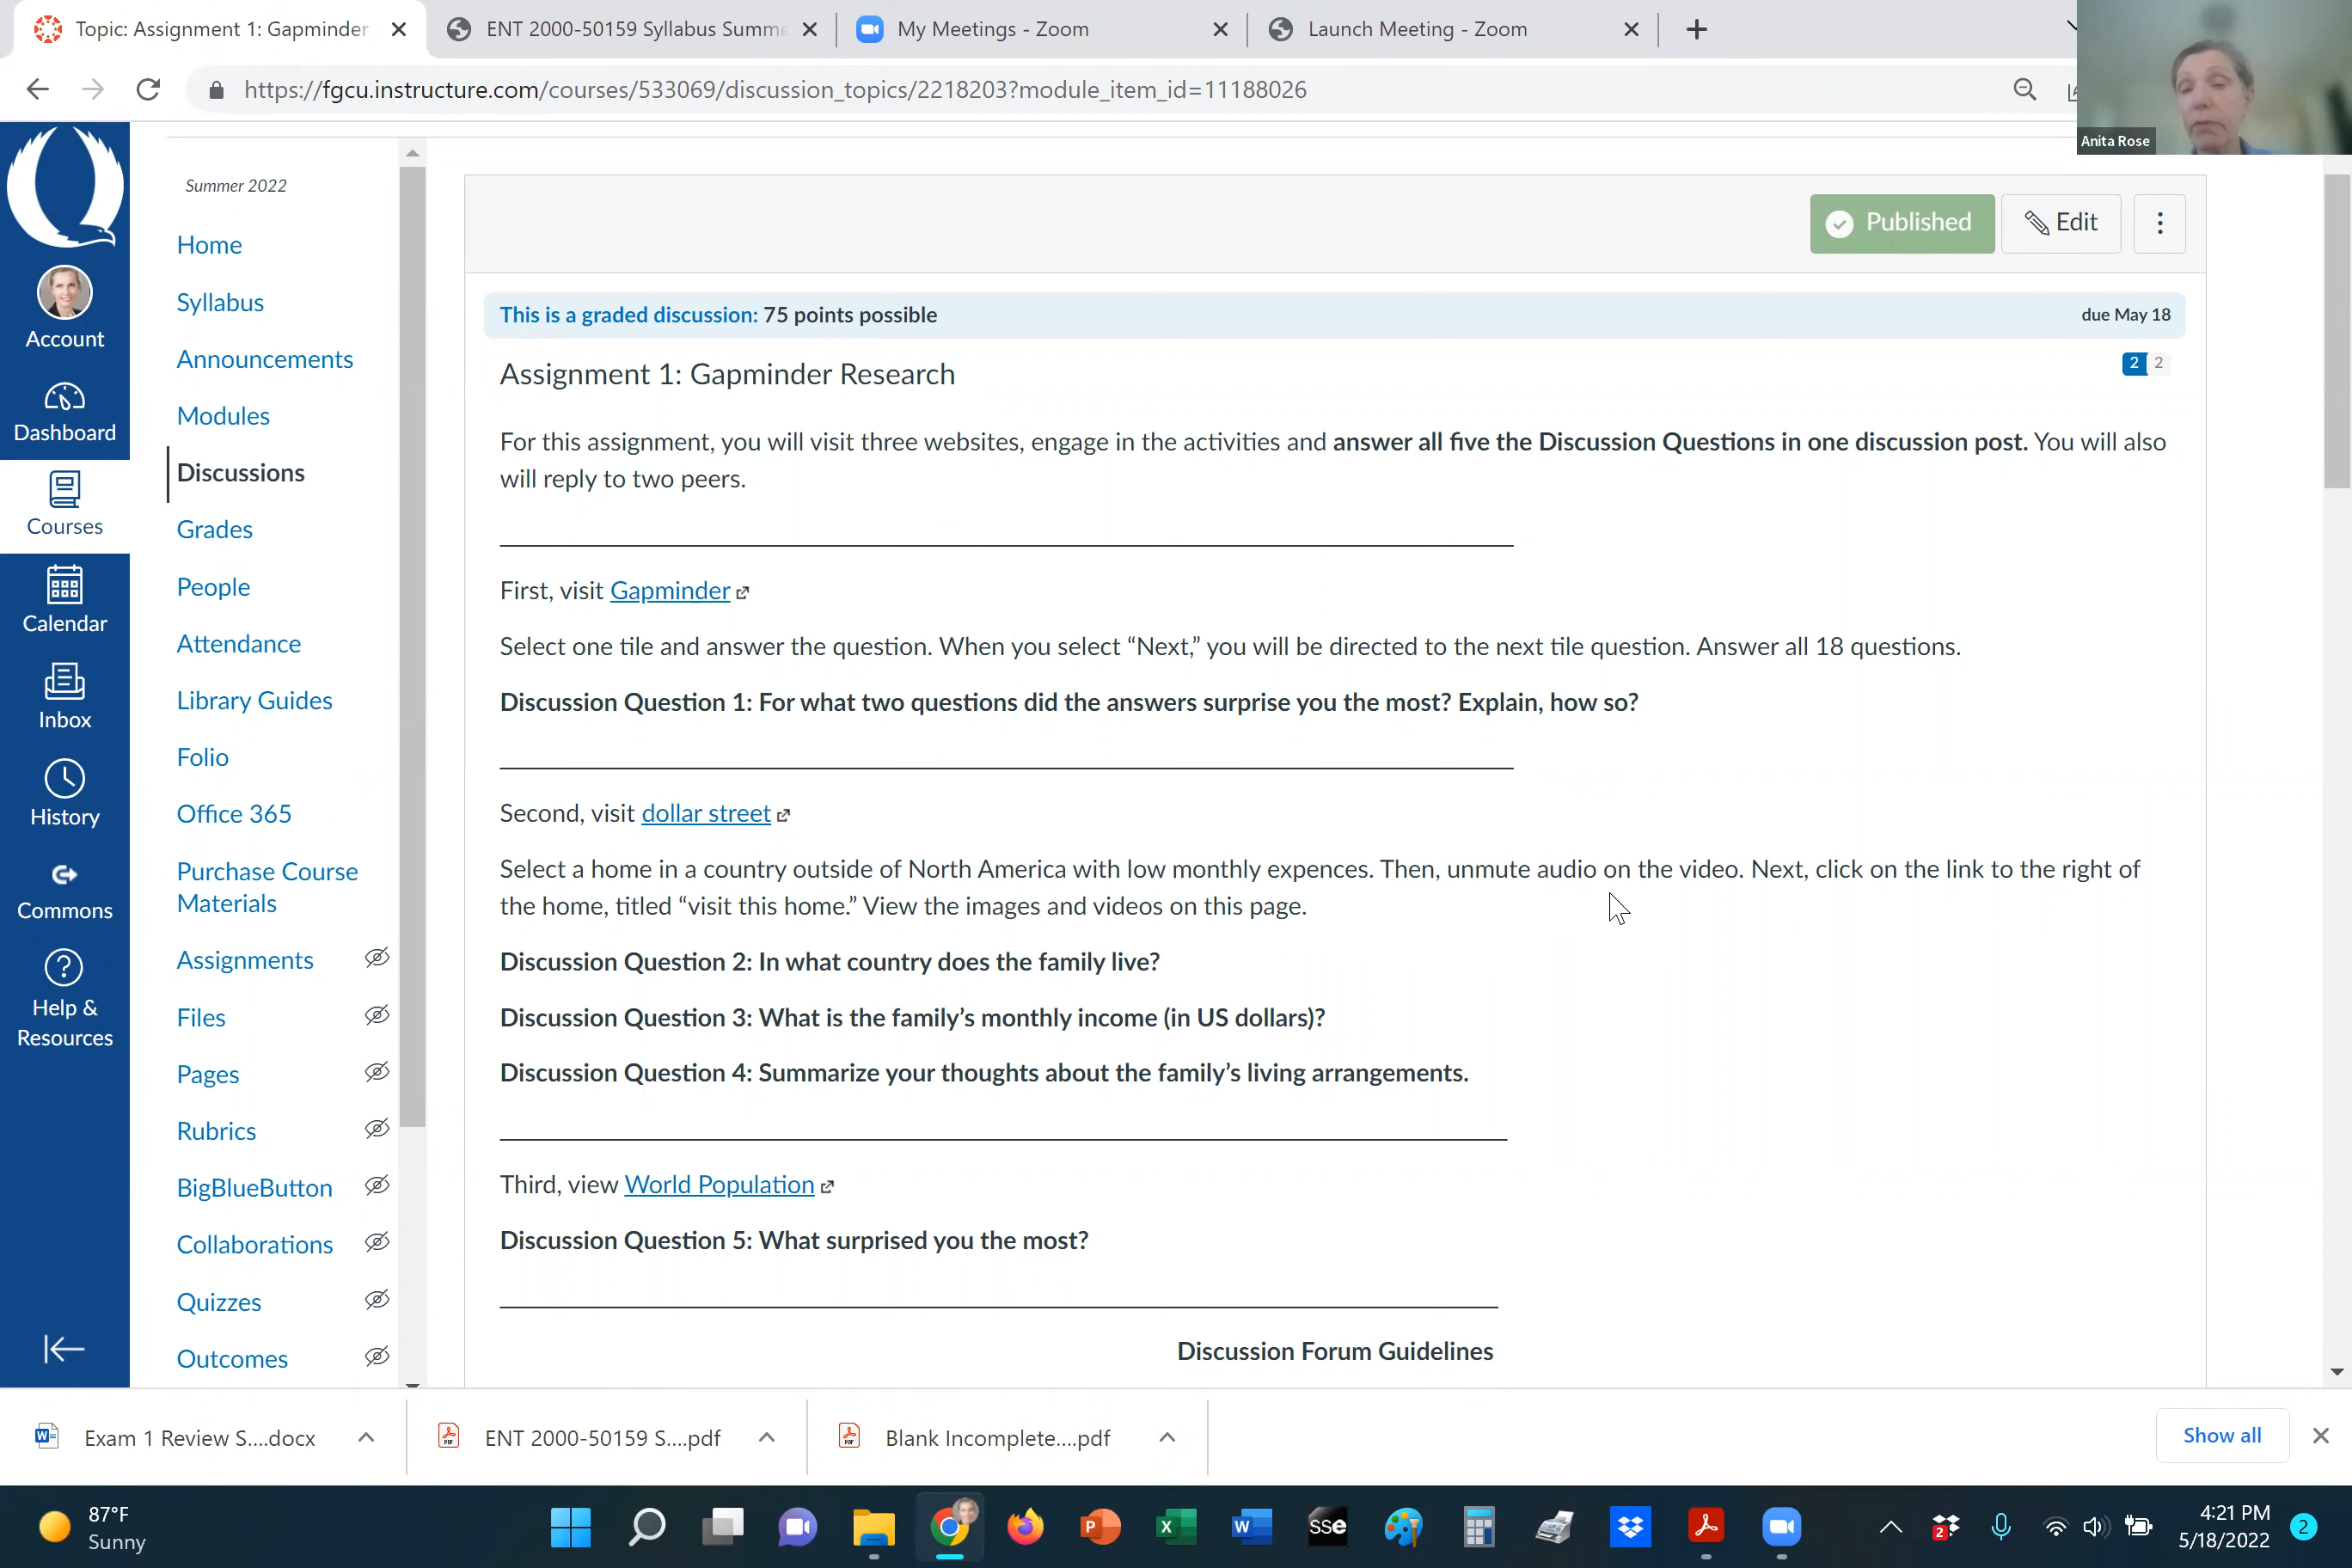 Topic: Assignment 1: Gapminder
ENT 2000-50159 Syllabus Summe
My Meetings - Zoom
Launch Meeting - Zoom
https://fgcu.instructure.com/courses/533069/discussion_topics/2218203?module_item_id=11188026
Anita Rose
Account
Dashboard
Courses
Calendar
Inbox
History
Commons
Help &
Resources
Summer 2022
Home
Syllabus
Announcements
Modules
Discussions
Grades
People
Attendance
Library Guides
Folio
Office 365
Purchase Course
Materials
Assignments
Files
Pages
Rubrics
BigBlueButton
Collaborations
Quizzes
Outcomes
Published
Edit
This is a graded discussion: 75 points possible
due May 18
Assignment 1: Gapminder Research
2 2
For this assignment, you will visit three websites, engage in the activities and answer all five the Discussion Questions in one discussion post. You will also
will reply to two peers.
First, visit Gapminder
Select one tile and answer the question. When you select “Next,” you will be directed to the next tile question. Answer all 18 questions.
Discussion Question 1: For what two questions did the answers surprise you the most? Explain, how so?
Second, visit dollar street
Select a home in a country outside of North America with low monthly expences. Then, unmute audio on the video. Next, click on the link to the right of
the home, titled “visit this home.” View the images and videos on this page.
Discussion Question 2: In what country does the family live?
Discussion Question 3: What is the family’s monthly income (in US dollars)?
Discussion Question 4: Summarize your thoughts about the family’s living arrangements.
Third, view World Population
Discussion Question 5: What surprised you the most?
Discussion Forum Guidelines
Exam 1 Review S....docx
ENT 2000-50159 S....pdf
Blank Incomplete....pdf
Show all
87°F
Sunny
P
X
W
sse
2
4:21 PM
5/18/2022
2